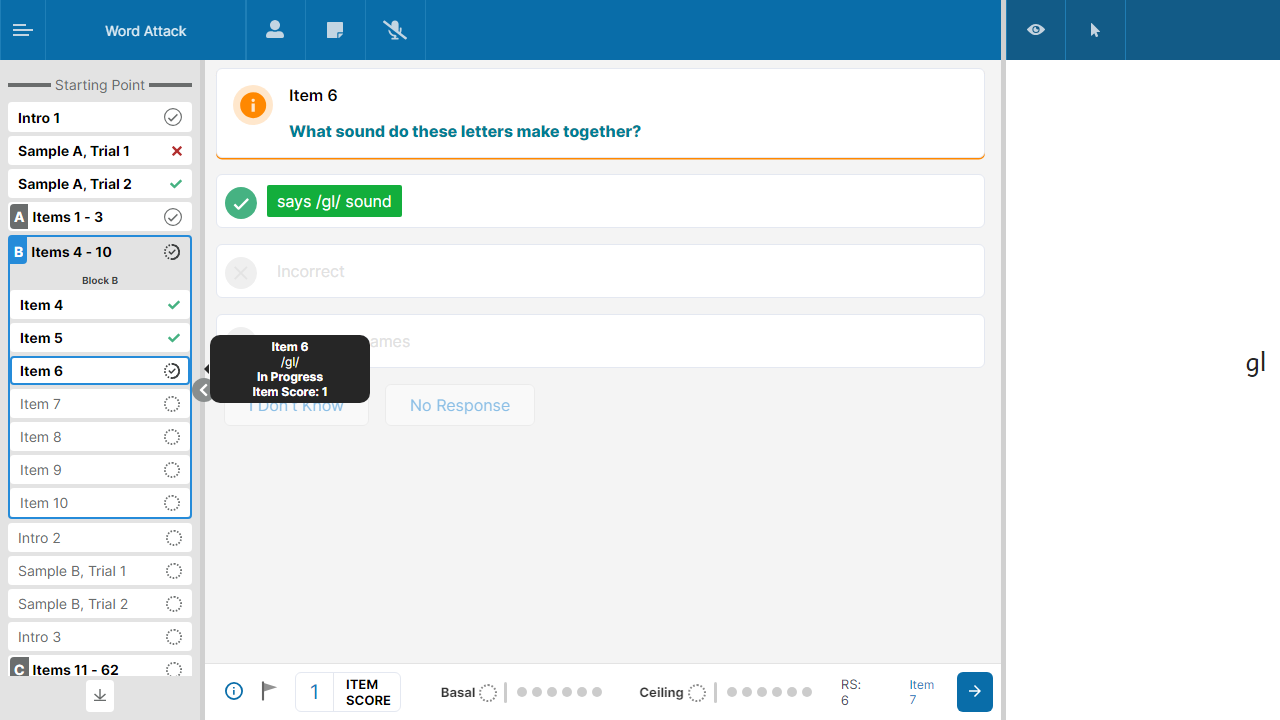 Word Attack
Starting Point
Intro 1
Sample A, Trial 1
Sample A, Trial 2
A Items 1 - 3
B Items 4 - 10
Block B
Item 4
Item 5
Item 6
Item 7
Item 8
Item 9
Item 10
Intro 2
Sample B, Trial 1
Sample B, Trial 2
Intro 3
C Items 11 - 62
Item 6
What sound do these letters make together?
says /gl/ sound
Incorrect
Item 6
/gl/
In Progress
Item Score: 1
I Don't Know
No Response
1
ITEM
SCORE
Basal
Ceiling
RS:
6
Item
7
gl